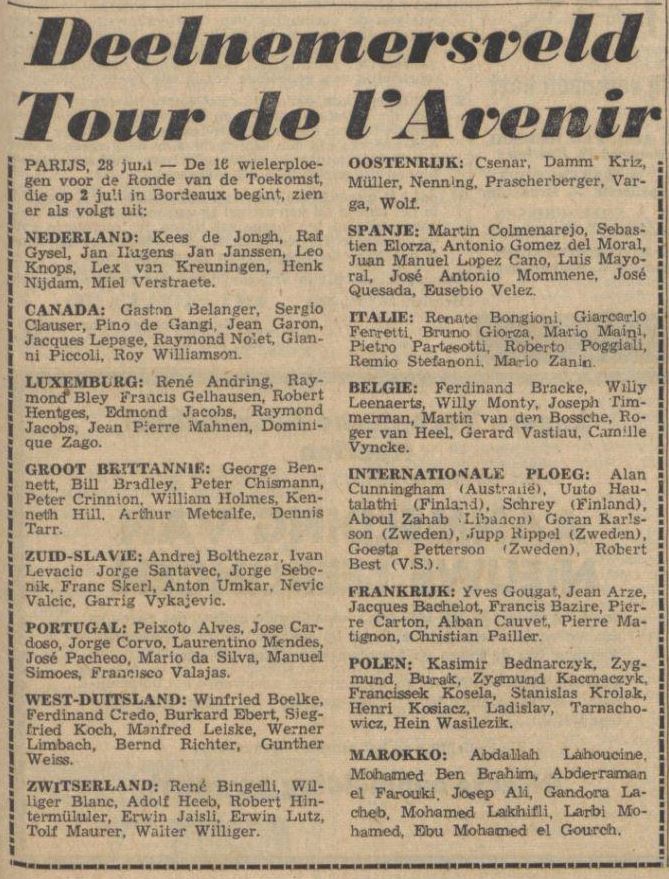 Deelnemersveld
Tour de l'Avenir
PARIJS, 28 juni — De 16 wielerploe-
gen voor de Ronde van de Toekomst,
die op 2 juli in Bordeaux begint, zien
er als volgt uit:
NEDERLAND: Kees de Jongh, Raf
Gysel, Jan Hugens Jan Janssen, Leo
Knops, Lex van Kreuningen, Henk
Nijdam, Miel Verstraete.
CANADA: Gaston Belanger, Sergio
Clauser, Pino de Gangi, Jean Garon,
Jacques Lepage, Raymond Nolet, Gian-
ni Piccoli, Roy Williamson.
LUXEMBURG: René Andring, Ray-
mond Bley Francis Gelhausen, Robert
Hentges, Edmond Jacobs, Raymond
Jacobs, Jean Pierre Mahnen, Domini-
que Zago.
GROOT BRITTANNIE: George Ben-
nett, Bill Bradley, Peter Chismann,
Peter Crinnion, William Holmes, Ken-
neth Hill, Arthur Metcalfe, Dennis
Tarr.
ZUID-SLAVIE: Andrej Bolthezar, Ivan
Levacic Jorge Santavec, Jorge Sebe-
nik, Franc Skerl, Anton Umkar, Nevic
Valcic, Garrig Vykajevic.
PORTUGAL: Peixoto Alves, Jose Car-
doso, Jorge Corvo, Laurentino Mendes,
José Pacheco, Mario da Silva, Manuel
Simoes, Francisco Valajas.
WEST-DUITSLAND: Winfried Boelke,
Ferdinand Credo, Burkard Ebert, Sieg-
fried Koch, Manfred Leiske, Werner
Limbach, Bernd Richter, Gunther
Weiss.
ZWITSERLAND: René Bingelli, Wil-
liger Blanc, Adolf Heeb, Robert Hin-
termüluler, Erwin Jaisli, Erwin Lutz,
Tolf Maurer, Walter Williger.
OOSTENRIJK: Csenar, Damm Kriz,
Müller, Nenning, Prascherberger, Var-
ga, Wolf.
SPANJE: Martin Colmenarejo, Sebas-
tien Elorza, Antonio Gomez del Moral,
Juan Manuel Lopez Cano, Luis Mayo-
ral, José Antonio Mommene, José
Quesada, Eusebio Velez.
ITALIE: Renate Bongioni, Giancarlo
Ferretti, Bruno Giorza, Mario Maini,
Pietro Partesotti, Roberto Poggiali,
Remio Stefanoni, Mario Zanin.
BELGIE: Ferdinand Bracke, Willy
Leenaerts, Willy Monty, Joseph Tim-
merman, Martin van den Bossche, Ro-
ger van Heel, Gerard Vastiau, Camille
Vyncke.
INTERNATIONALE PLOEG: Alan
Cunningham (Australië), Uuto Hau-
talathi (Finland), Schrey (Finland),
Aboul Zahab (Libanon) Goran Karls-
son (Zweden), Jupp Rippel (Zweden),
Goesta Petterson (Zweden), Robert
Best (V.S.).
FRANKRIJK: Yves Gougat, Jean Arze,
Jacques Bachelot, Francis Bazire, Pier-
re Carton, Alban Cauvet, Pierre Ma-
tignon, Christian Pailler.
POLEN: Kasimir Bednarczyk, Zyg-
mund, Burak, Zygmund Kacmaczyk,
Francissek Kosela, Stanislas Krolak,
Henri Kosiacz, Ladislav, Tarnacho-
wicz, Hein Wasilezik.
MAROKKO: Abdallah Lahoucine,
Mohamed Ben Brahim, Abderraman
el Farouki, Josep Ali, Gandora La-
cheb, Mohamed Lakhifli, Larbi Mo-
hamed, Ebu Mohamed el Gourch.